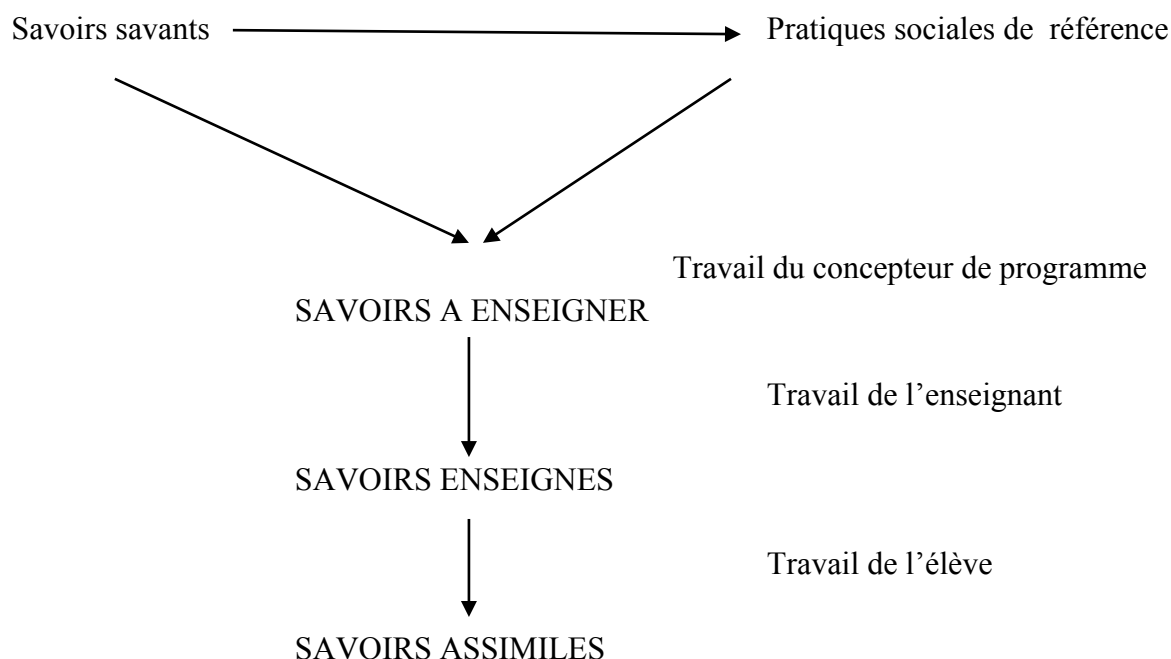 Savoirs savants
Pratiques sociales de référence
Travail du concepteur de programme
SAVOIRS A ENSEIGNER
Travail de l’enseignant
SAVOIRS ENSEIGNES
Travail de l’élève
SAVOIRS ASSIMILES